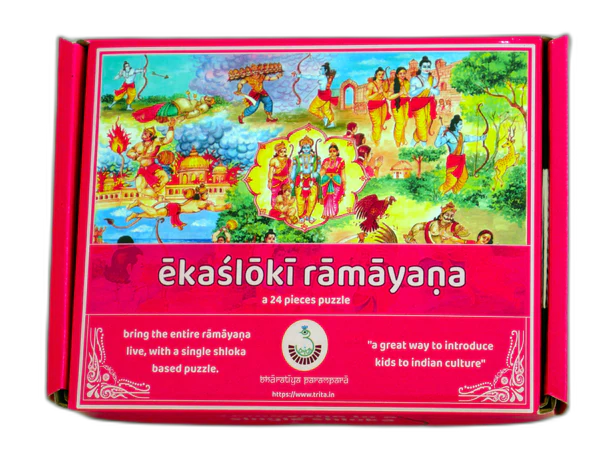 ēkaślōkī rāmāyaṇa
a 24 pieces puzzle
bring the entire rāmāyaṇa
live, with a single shloka
based puzzle.
bhāratīya paramparā
https://www.trita.in
"a great way to introduce
kids to indian culture"